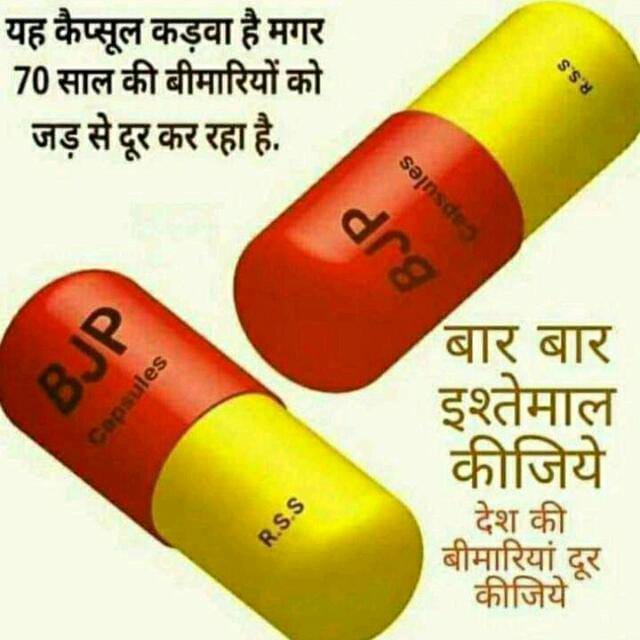 यह कैप्सूल कड़वा है मगर
70 साल की बीमारियों को
जड़ से दूर कर रहा है.
R.S.S
Capsules
BJP
BJP
Capsules
R.S.S
बार बार
इश्तेमाल
कीजिये
देश की
बीमारियां दूर
कीजिये